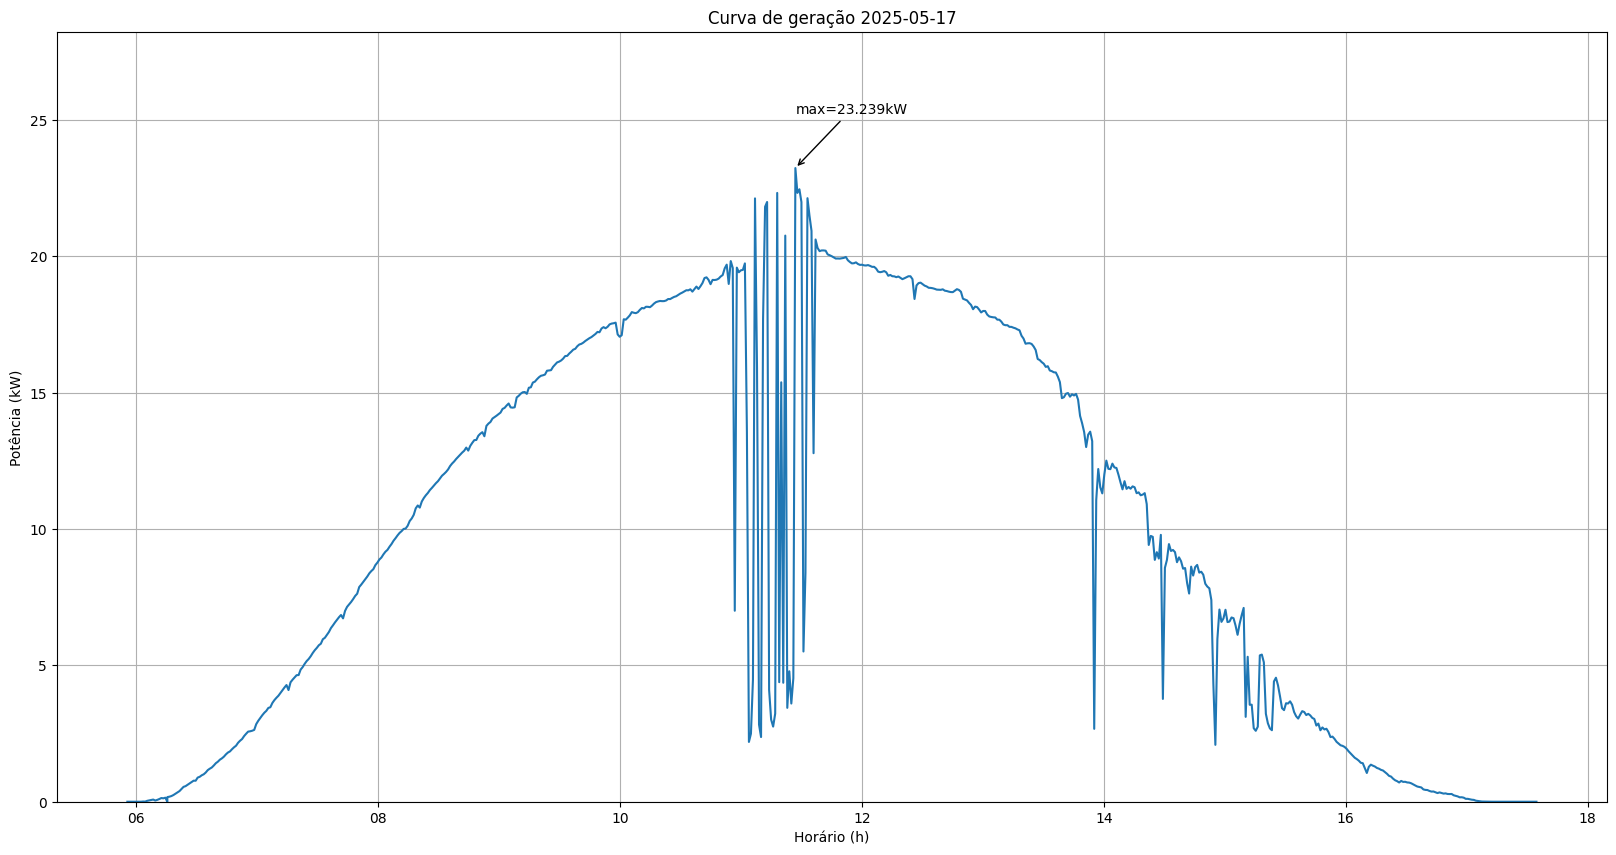 Curva de geração 2025-05-17
max=23.239kW
Potência (kW)
25
20
15
10
5
0
06 08 10 12 14 16 18
Horário (h)